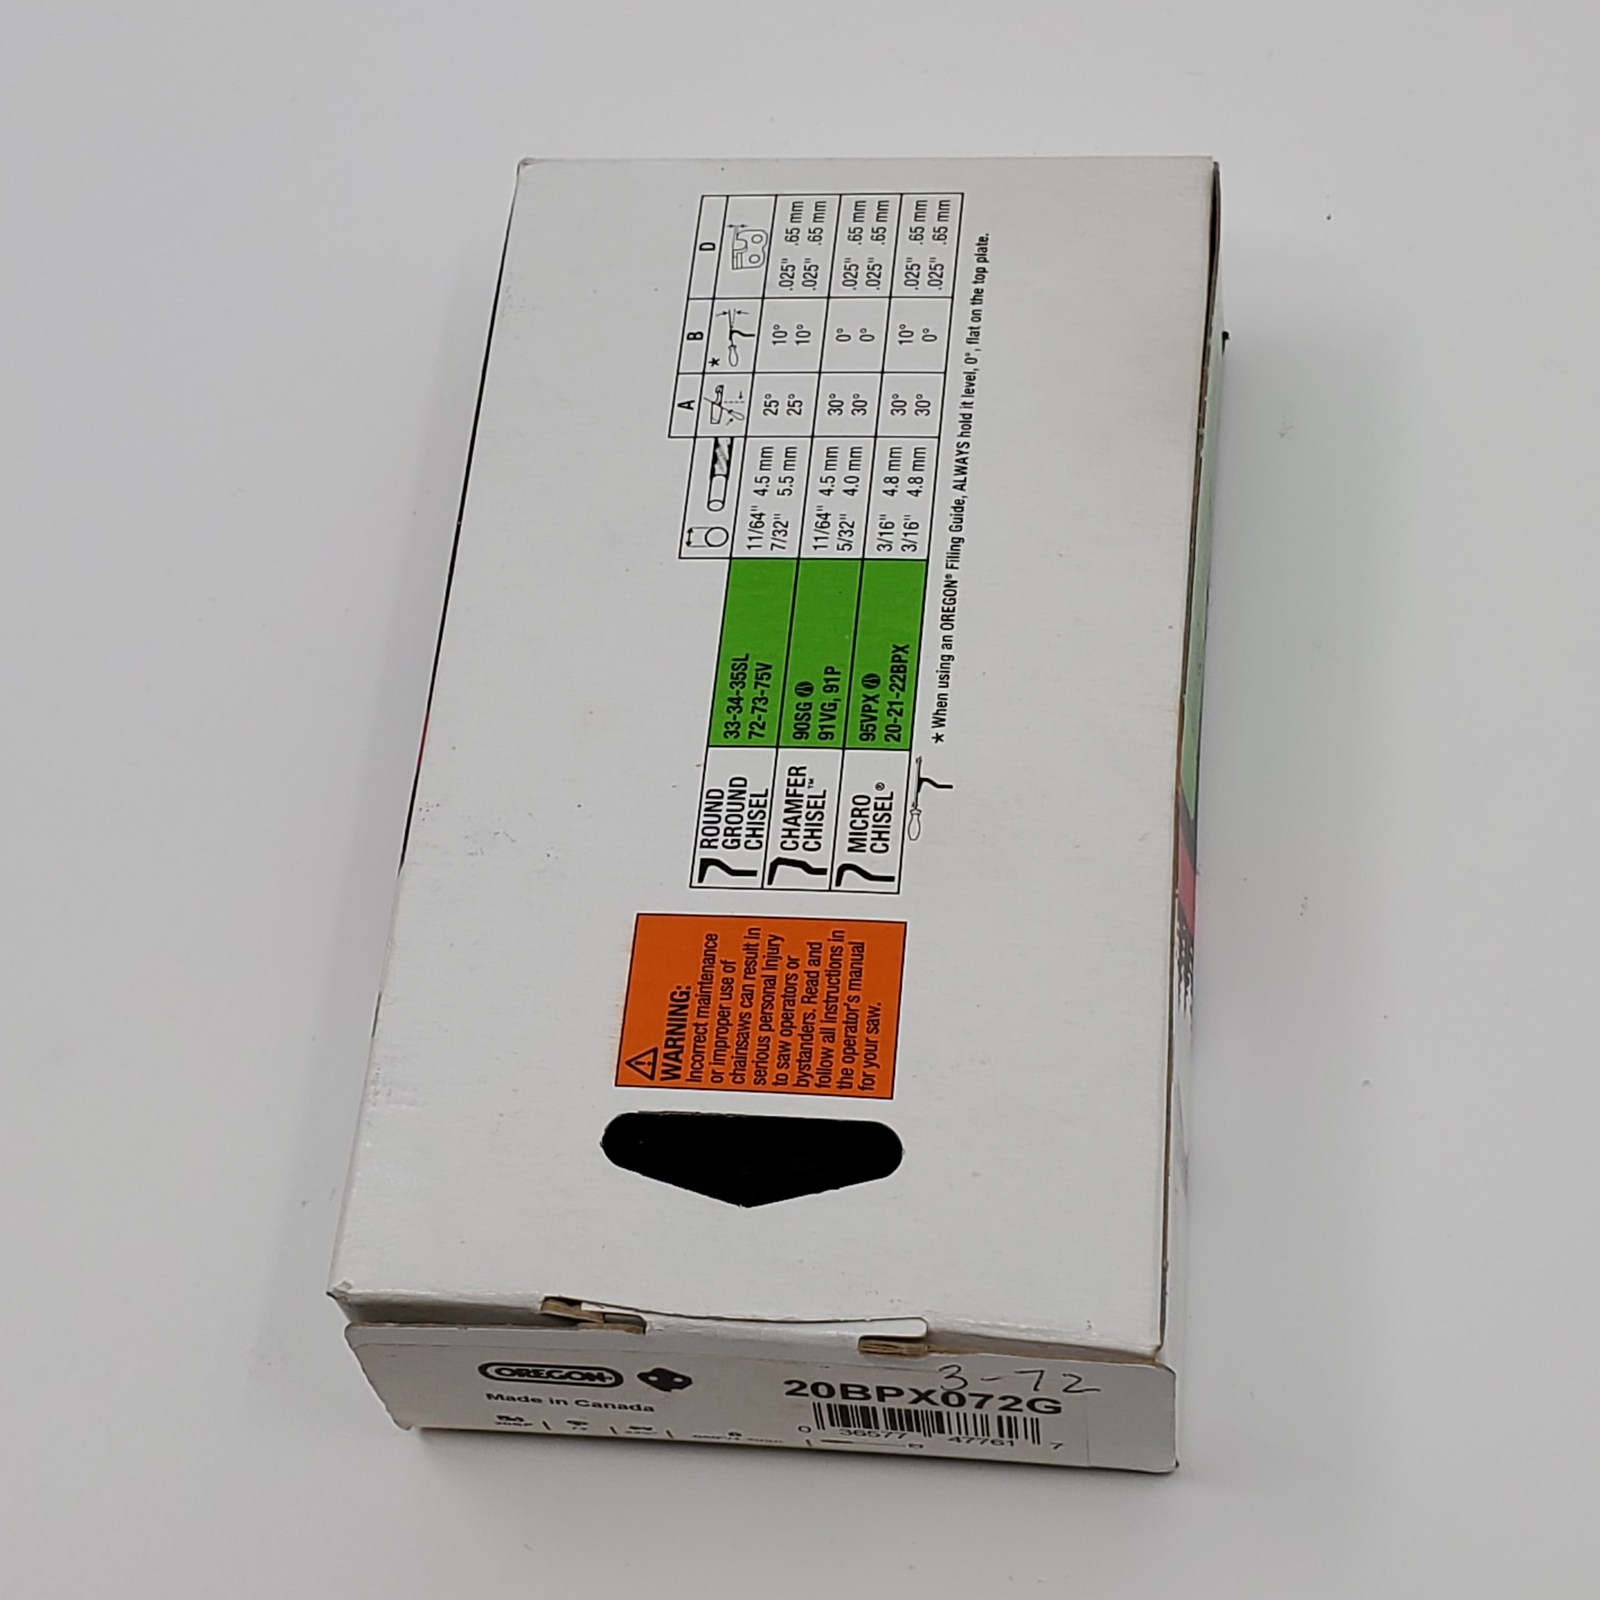 A B D
*
7 ROUND GROUND CHISEL
33-34-35SL 11/64" 4.5 mm 25° 10° .025" .65 mm
72-73-75V 7/32" 5.5 mm 25° 10° .025" .65 mm
7 CHAMFER CHISEL™
90SG 11/64" 4.5 mm 30° 0° .025" .65 mm
91VG, 91P 5/32" 4.0 mm 30° 0° .025" .65 mm
7 MICRO CHISEL®
95VPX 3/16" 4.8 mm 30° 10° .025" .65 mm
20-21-22BPX 3/16" 4.8 mm 30° 0° .025" .65 mm
* When using an OREGON® Filing Guide, ALWAYS hold it level, 0°, flat on the top plate.
WARNING:
Incorrect maintenance
or improper use of
chainsaws can result in
serious personal injury
to saw operators or
bystanders. Read and
follow all instructions in
the operator's manual
for your saw.
OREGON
Made in Canada
3-72
20BPX072G
0 36577 47761 7